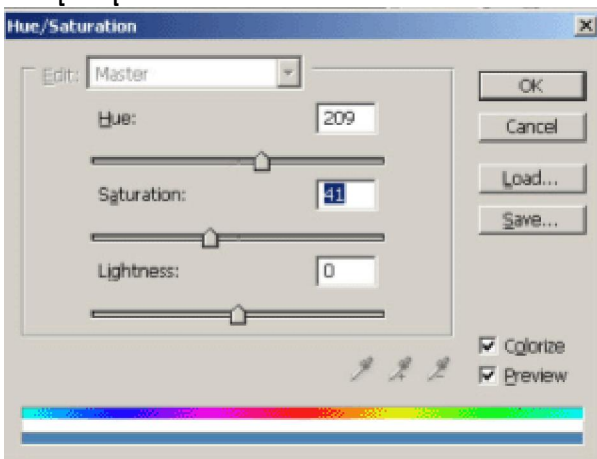 Hue/Saturation
Edit: Master
OK
Hue: 209
Cancel
Load...
Saturation: 41
Save...
Lightness: 0
Colorize
Preview